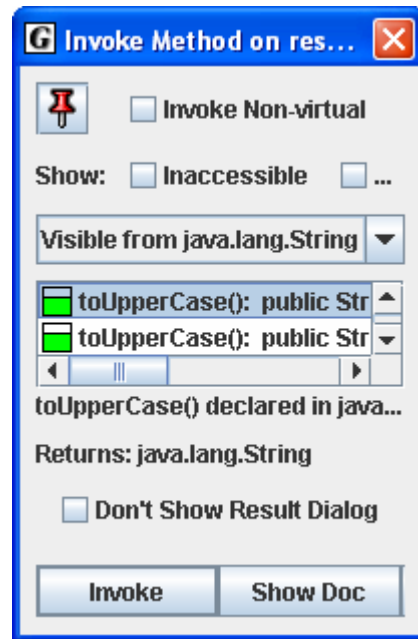 G Invoke Method on res...
Invoke Non-virtual
Show: Inaccessible ...
Visible from java.lang.String
toUpperCase(): public Str
toUpperCase(): public Str
toUpperCase() declared in java...
Returns: java.lang.String
Don't Show Result Dialog
Invoke Show Doc